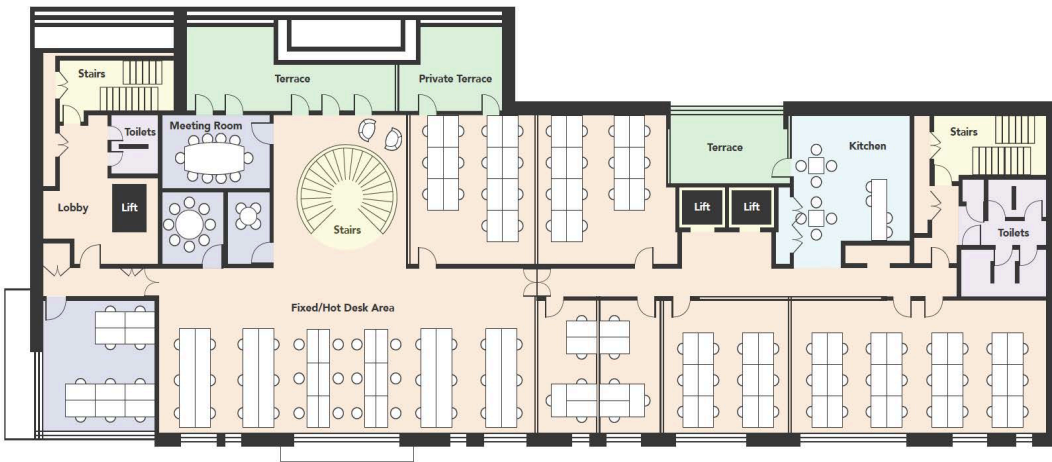 Stairs
Terrace
Private Terrace
Toilets
Meeting Room
Terrace
Kitchen
Stairs
Lobby
Lift
Stairs
Lift
Lift
Toilets
Fixed/Hot Desk Area